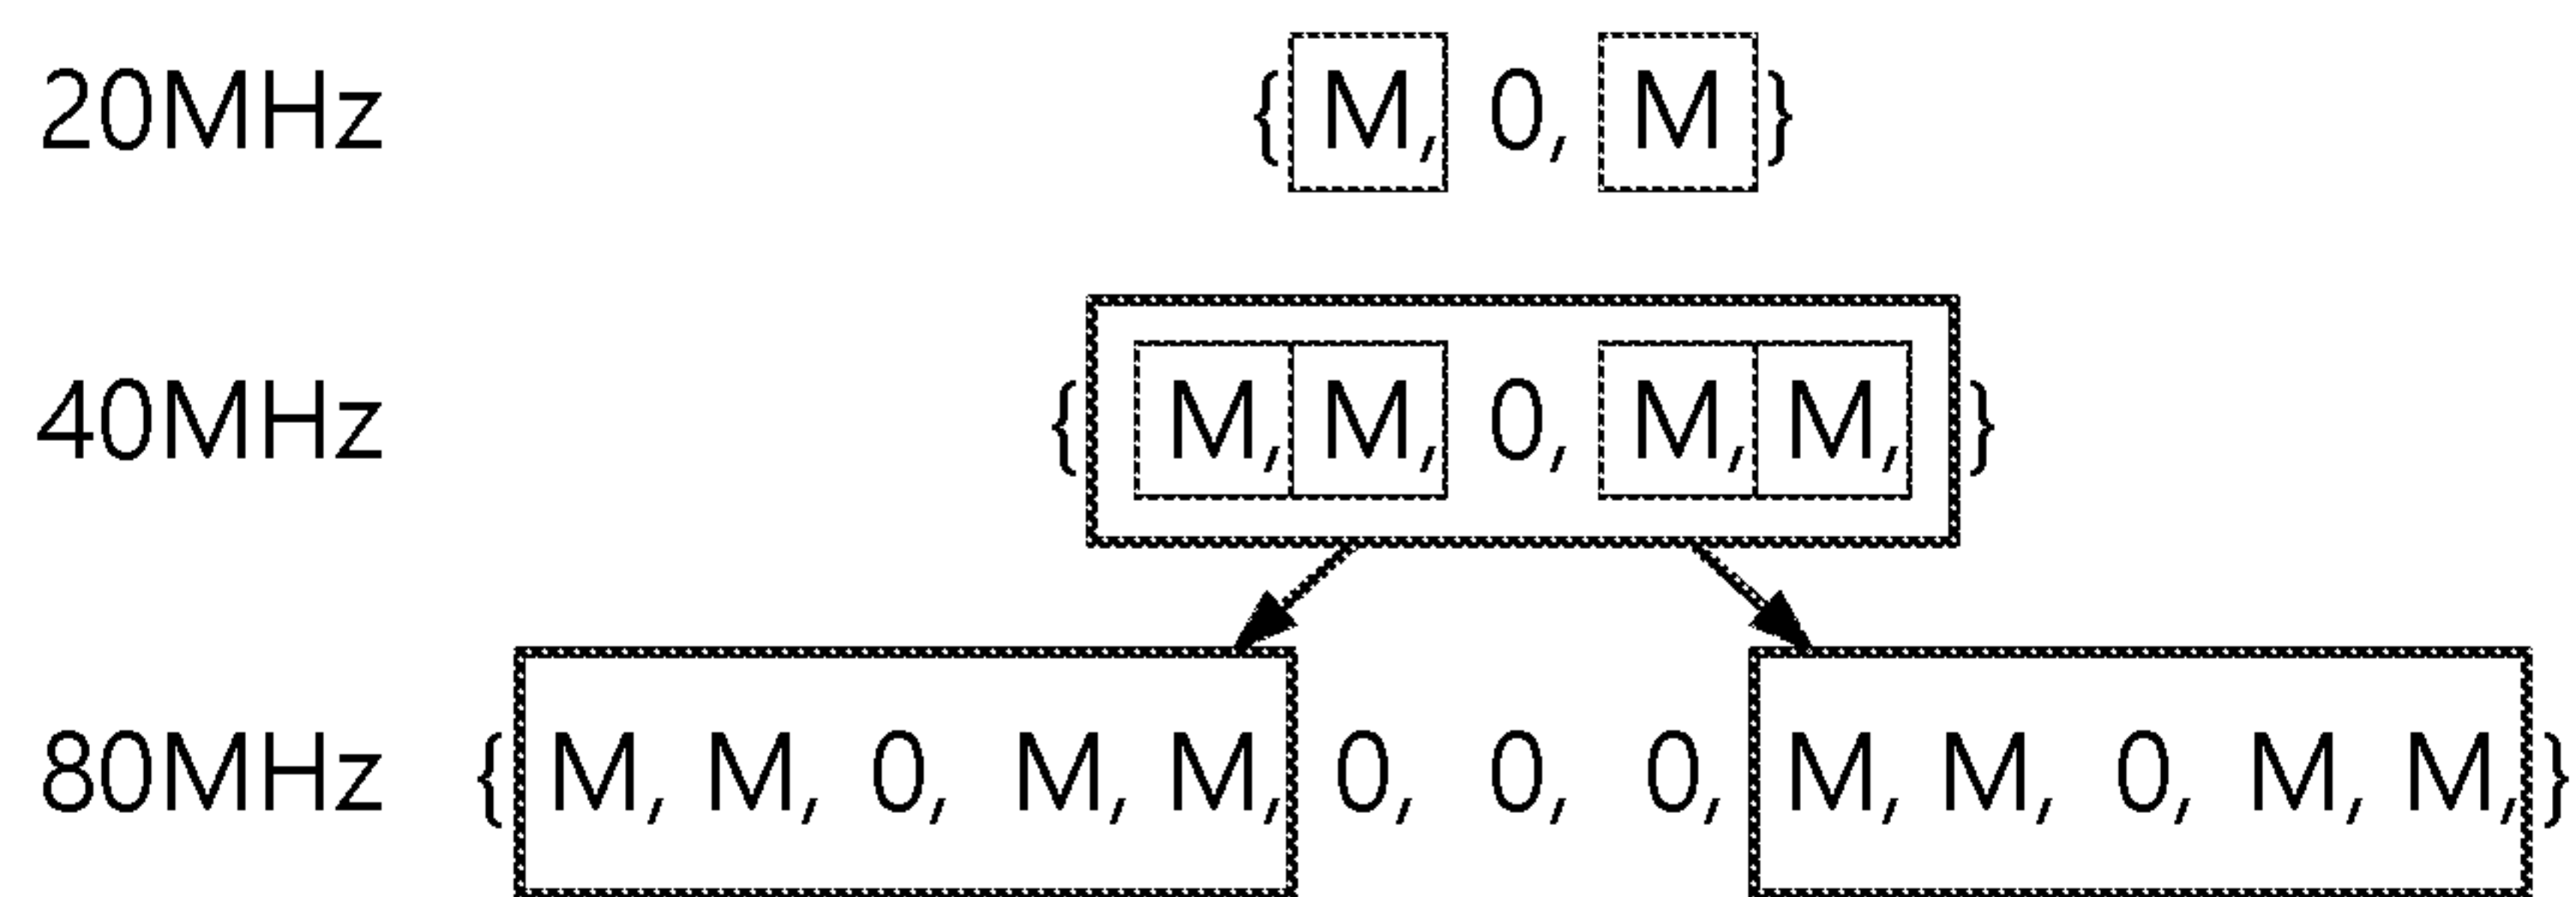 20MHz {M, 0, M}
40MHz {M, M, 0, M, M,}
80MHz {M, M, 0, M, M, 0, 0, 0, M, M, 0, M, M,}